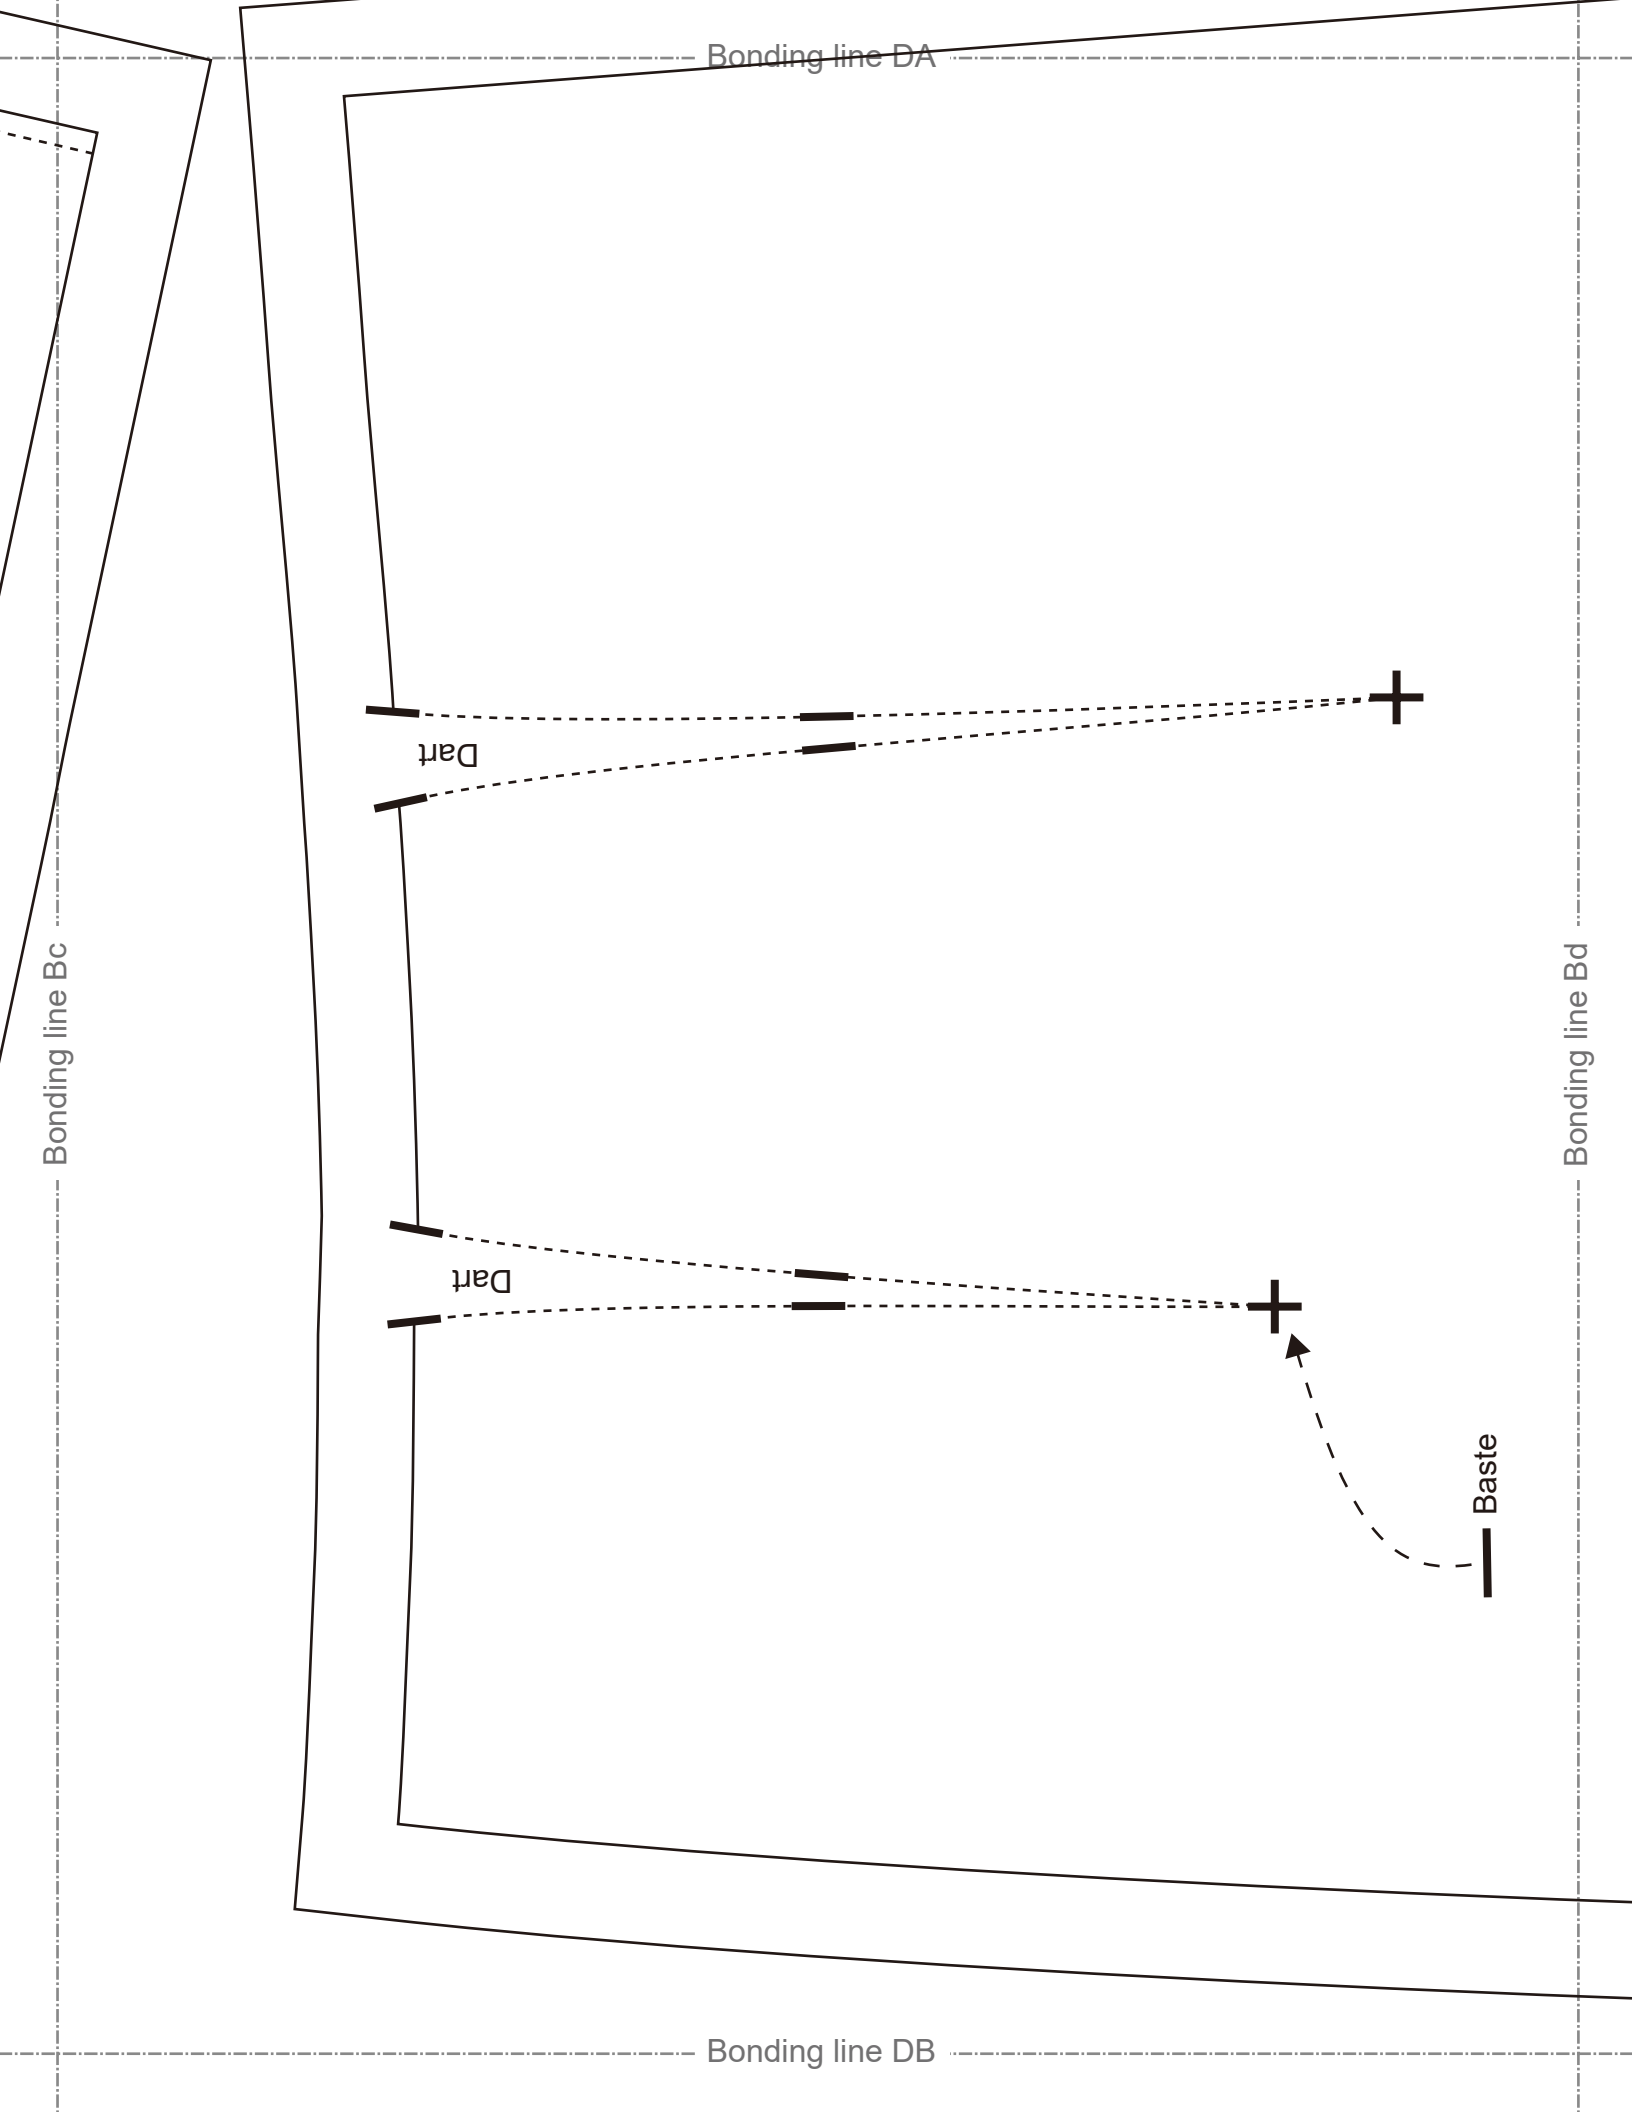 Bonding line DA
Dart
Bonding line Bc
Bonding line Bd
Dart
Baste
Bonding line DB